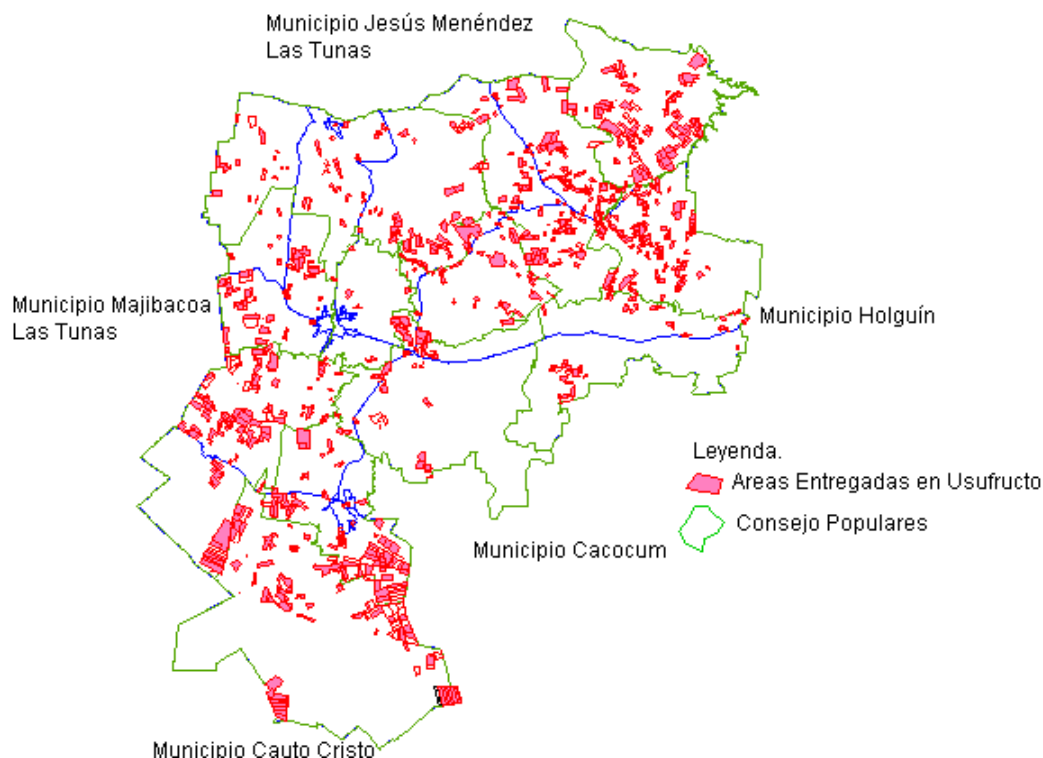 Municipio Jesús Menéndez
Las Tunas
Municipio Majibacoa
Las Tunas
Municipio Holguín
Leyenda.
Areas Entregadas en Usufructo
Consejo Populares
Municipio Cacocum
Municipio Cauto Cristo